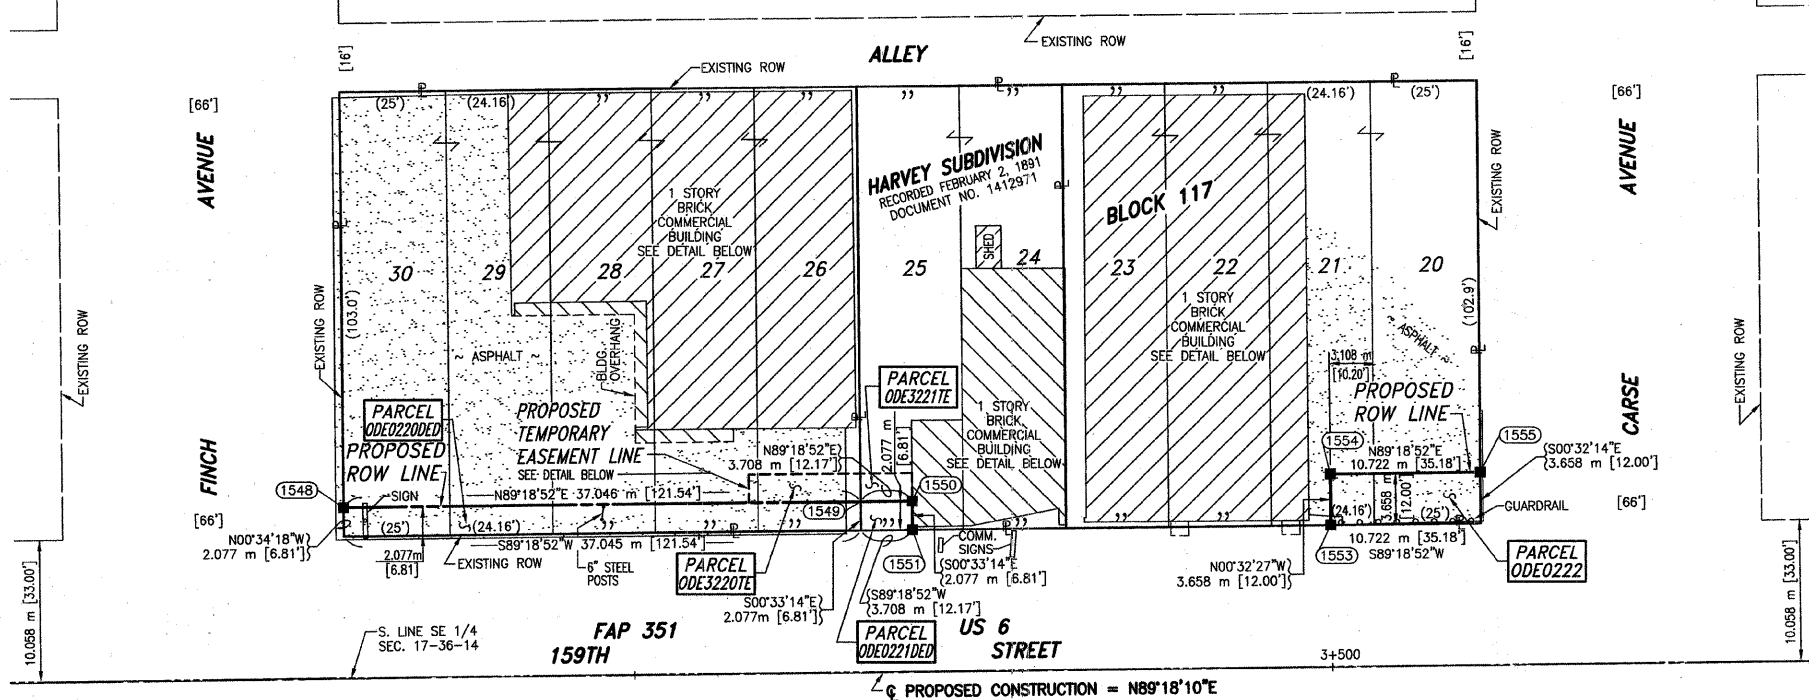 EXISTING ROW
[16']
ALLEY
[16']
EXISTING ROW
[66']
[66']
AVENUE
AVENUE
(25')
(24.16')
(24.16')
(25')
EXISTING ROW
HARVEY SUBDIVISION
RECORDED FEBRUARY 2, 1891
DOCUMENT NO. 1412971
BLOCK 117
1 STORY
BRICK
COMMERCIAL
BUILDING
SEE DETAIL BELOW
SHED
30
29
28
27
26
25
24
23
22
21
20
EXISTING ROW
EXISTING ROW
(103.0')
~ ASPHALT ~
BLDG.
OVERHANG
1 STORY
BRICK
COMMERCIAL
BUILDING
SEE DETAIL BELOW
(102.9')
~ ASPHALT ~
EXISTING ROW
3.108 m
[10.20']
PARCEL
ODE3221TE
PARCEL
ODE0220DED
PROPOSED
TEMPORARY
EASEMENT LINE
SEE DETAIL BELOW
PROPOSED
ROW LINE
1 STORY
BRICK
COMMERCIAL
BUILDING
SEE DETAIL BELOW
PROPOSED
ROW LINE
FINCH
CARSE
2.077 m
[6.81']
N89°18'52"E
3.708 m [12.17']
1554
1555
N89°18'52"E
10.722 m [35.18']
S00°32'14"E
3.658 m [12.00']
1548
SIGN
N89°18'52"E 37.046 m [121.54']
1549
1550
3.658 m
[12.00']
GUARDRAIL
[66']
[66']
(25')
(24.16')
(24.16')
(25')
N00°34'18"W
2.077 m [6.81']
2.077m
[6.81]
S89°18'52"W 37.045 m [121.54']
EXISTING ROW
6" STEEL
POSTS
1551
COMM.
SIGNS
S00°33'14"E
2.077 m [6.81']
1553
10.722 m [35.18']
S89°18'52"W
PARCEL
ODE3220TE
N00°32'27"W
3.658 m [12.00']
PARCEL
ODE0222
S00°33'14"E
2.077m [6.81']
S89°18'52"W
3.708 m [12.17']
10.058 m [33.00']
10.058 m [33.00']
S. LINE SE 1/4
SEC. 17-36-14
FAP 351
159TH
PARCEL
ODE0221DED
US 6
STREET
3+500
℄ PROPOSED CONSTRUCTION = N89°18'10"E